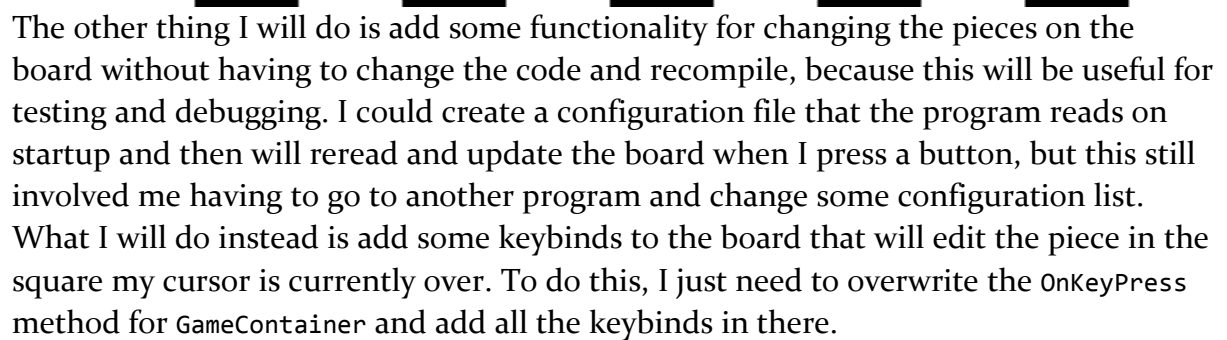 The other thing I will do is add some functionality for changing the pieces on the
board without having to change the code and recompile, because this will be useful for
testing and debugging. I could create a configuration file that the program reads on
startup and then will reread and update the board when I press a button, but this still
involved me having to go to another program and change some configuration list.
What I will do instead is add some keybinds to the board that will edit the piece in the
square my cursor is currently over. To do this, I just need to overwrite the OnKeyPress
method for GameContainer and add all the keybinds in there.